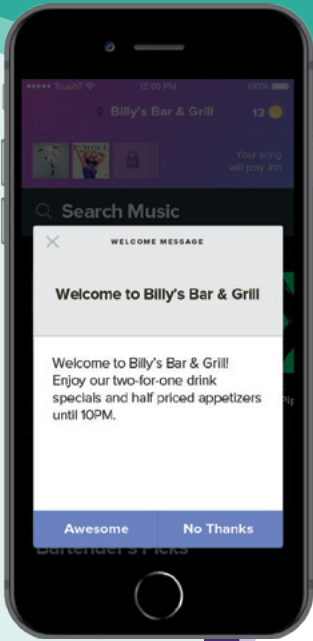 TouchT 12:06 PM 100%
Billy's Bar & Grill 13
Your song
will play 4th
Search Music
WELCOME MESSAGE
Welcome to Billy's Bar & Grill
Welcome to Billy's Bar & Grill!
Enjoy our two-for-one drink
specials and half priced appetizers
until 10PM.
Awesome No Thanks
Bartender's Picks